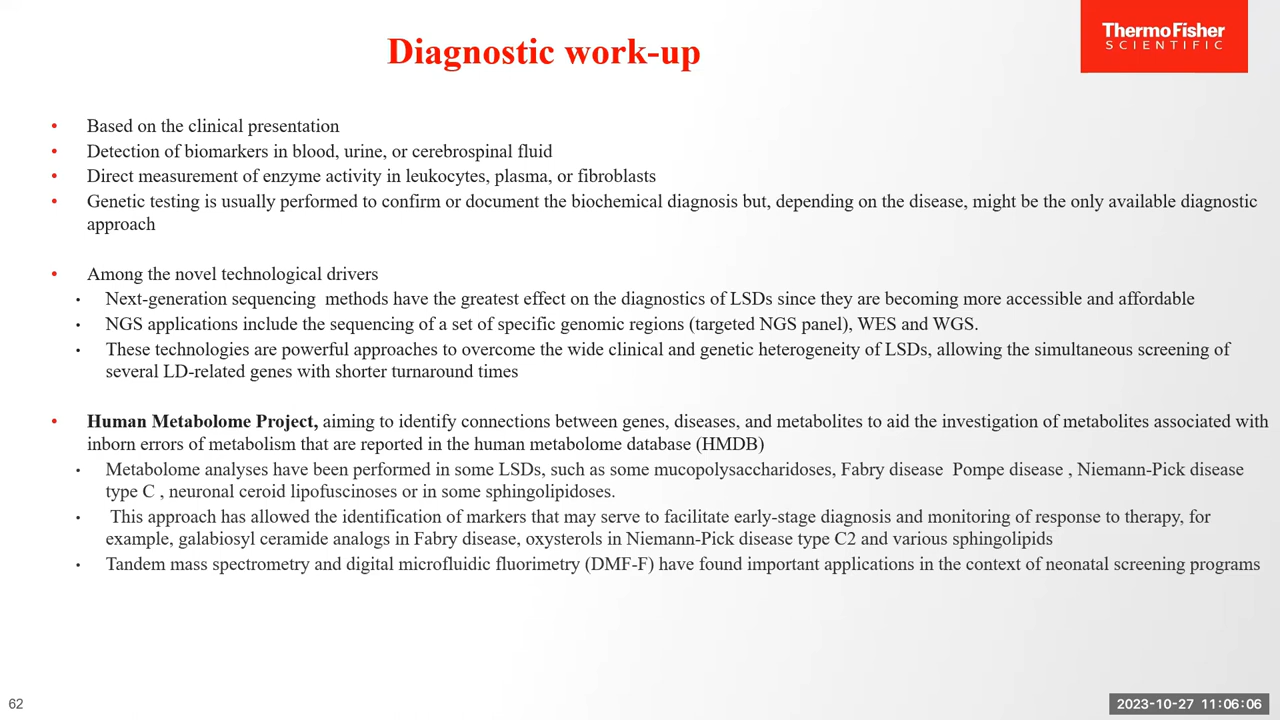 ThermoFisher
SCIENTIFIC
Diagnostic work-up
• Based on the clinical presentation
• Detection of biomarkers in blood, urine, or cerebrospinal fluid
• Direct measurement of enzyme activity in leukocytes, plasma, or fibroblasts
• Genetic testing is usually performed to confirm or document the biochemical diagnosis but, depending on the disease, might be the only available diagnostic
approach
• Among the novel technological drivers
• Next-generation sequencing methods have the greatest effect on the diagnostics of LSDs since they are becoming more accessible and affordable
• NGS applications include the sequencing of a set of specific genomic regions (targeted NGS panel), WES and WGS.
• These technologies are powerful approaches to overcome the wide clinical and genetic heterogeneity of LSDs, allowing the simultaneous screening of
several LD-related genes with shorter turnaround times
• Human Metabolome Project, aiming to identify connections between genes, diseases, and metabolites to aid the investigation of metabolites associated with
inborn errors of metabolism that are reported in the human metabolome database (HMDB)
• Metabolome analyses have been performed in some LSDs, such as some mucopolysaccharidoses, Fabry disease Pompe disease , Niemann-Pick disease
type C , neuronal ceroid lipofuscinoses or in some sphingolipidoses.
• This approach has allowed the identification of markers that may serve to facilitate early-stage diagnosis and monitoring of response to therapy, for
example, galabiosyl ceramide analogs in Fabry disease, oxysterols in Niemann-Pick disease type C2 and various sphingolipids
• Tandem mass spectrometry and digital microfluidic fluorimetry (DMF-F) have found important applications in the context of neonatal screening programs
62
2023-10-27 11:06:06